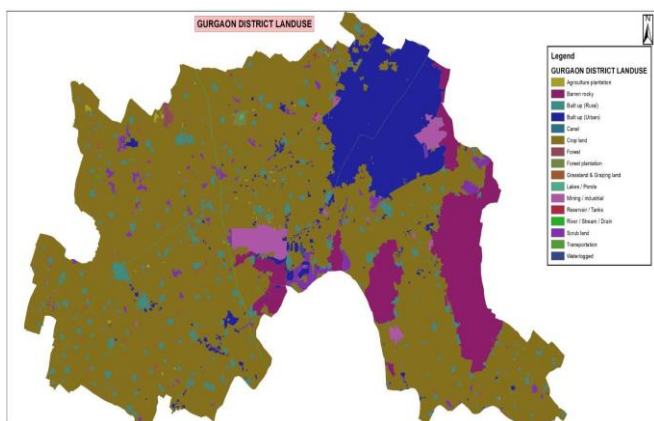 GURGAON DISTRICT LANDUSE
N
Legend
GURGAON DISTRICT LANDUSE
Agriculture plantation
Barren rocky
Built up (Rural)
Built up (Urban)
Canal
Crop land
Forest
Forest plantation
Grassland & Grazing land
Lakes / Ponds
Mining / Industrial
Reservoir / Tanks
River / Stream / Drain
Scrub land
Transportation
Waterlogged